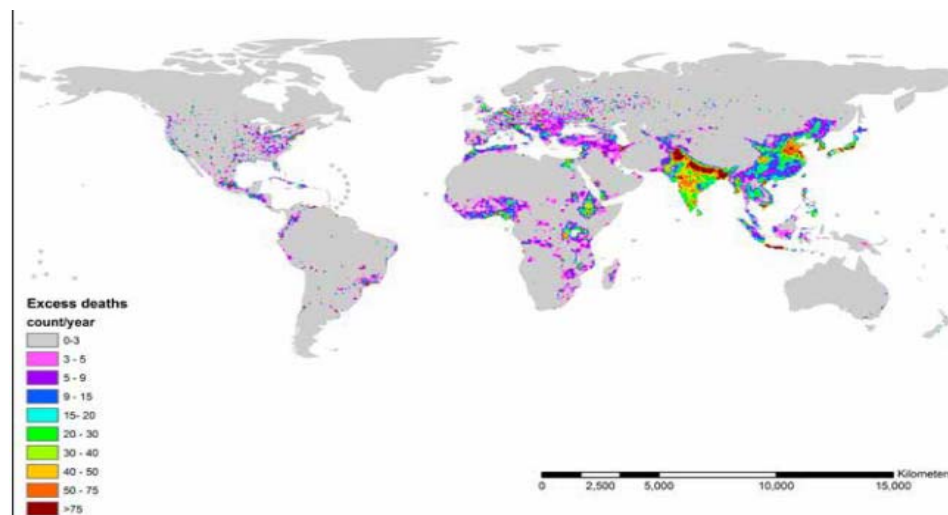 Excess deaths
count/year
0-3
3 - 5
5 - 9
9 - 15
15- 20
20 - 30
30 - 40
40 - 50
50 - 75
>75
Kilometers
0 2,500 5,000 10,000 15,000